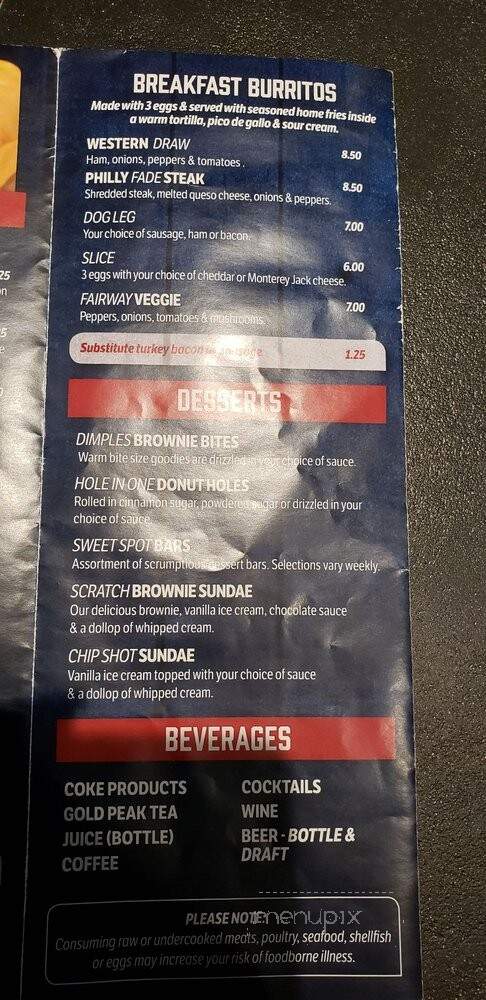 BREAKFAST BURRITOS
Made with 3 eggs & served with seasoned home fries inside
a warm tortilla, pico de gallo & sour cream.
WESTERN DRAW 8.50
Ham, onions, peppers & tomatoes.
PHILLY FADE STEAK 8.50
Shredded steak, melted queso cheese, onions & peppers.
DOG LEG 7.00
Your choice of sausage, ham or bacon.
SLICE 6.00
3 eggs with your choice of cheddar or Monterey Jack cheese.
FAIRWAY VEGGIE 7.00
Peppers, onions, tomatoes & mushrooms.
Substitute turkey bacon or sausage 1.25
DESSERTS
DIMPLES BROWNIE BITES
Warm bite size goodies are drizzled in your choice of sauce.
HOLE IN ONE DONUT HOLES
Rolled in cinnamon sugar, powdered sugar or drizzled in your
choice of sauce.
SWEET SPOT BARS
Assortment of scrumptious dessert bars. Selections vary weekly.
SCRATCH BROWNIE SUNDAE
Our delicious brownie, vanilla ice cream, chocolate sauce
& a dollop of whipped cream.
CHIP SHOT SUNDAE
Vanilla ice cream topped with your choice of sauce
& a dollop of whipped cream.
BEVERAGES
COKE PRODUCTS
GOLD PEAK TEA
JUICE (BOTTLE)
COFFEE
COCKTAILS
WINE
BEER - BOTTLE &
DRAFT
PLEASE NOTE:
menupix
Consuming raw or undercooked meats, poultry, seafood, shellfish
or eggs may increase your risk of foodborne illness.